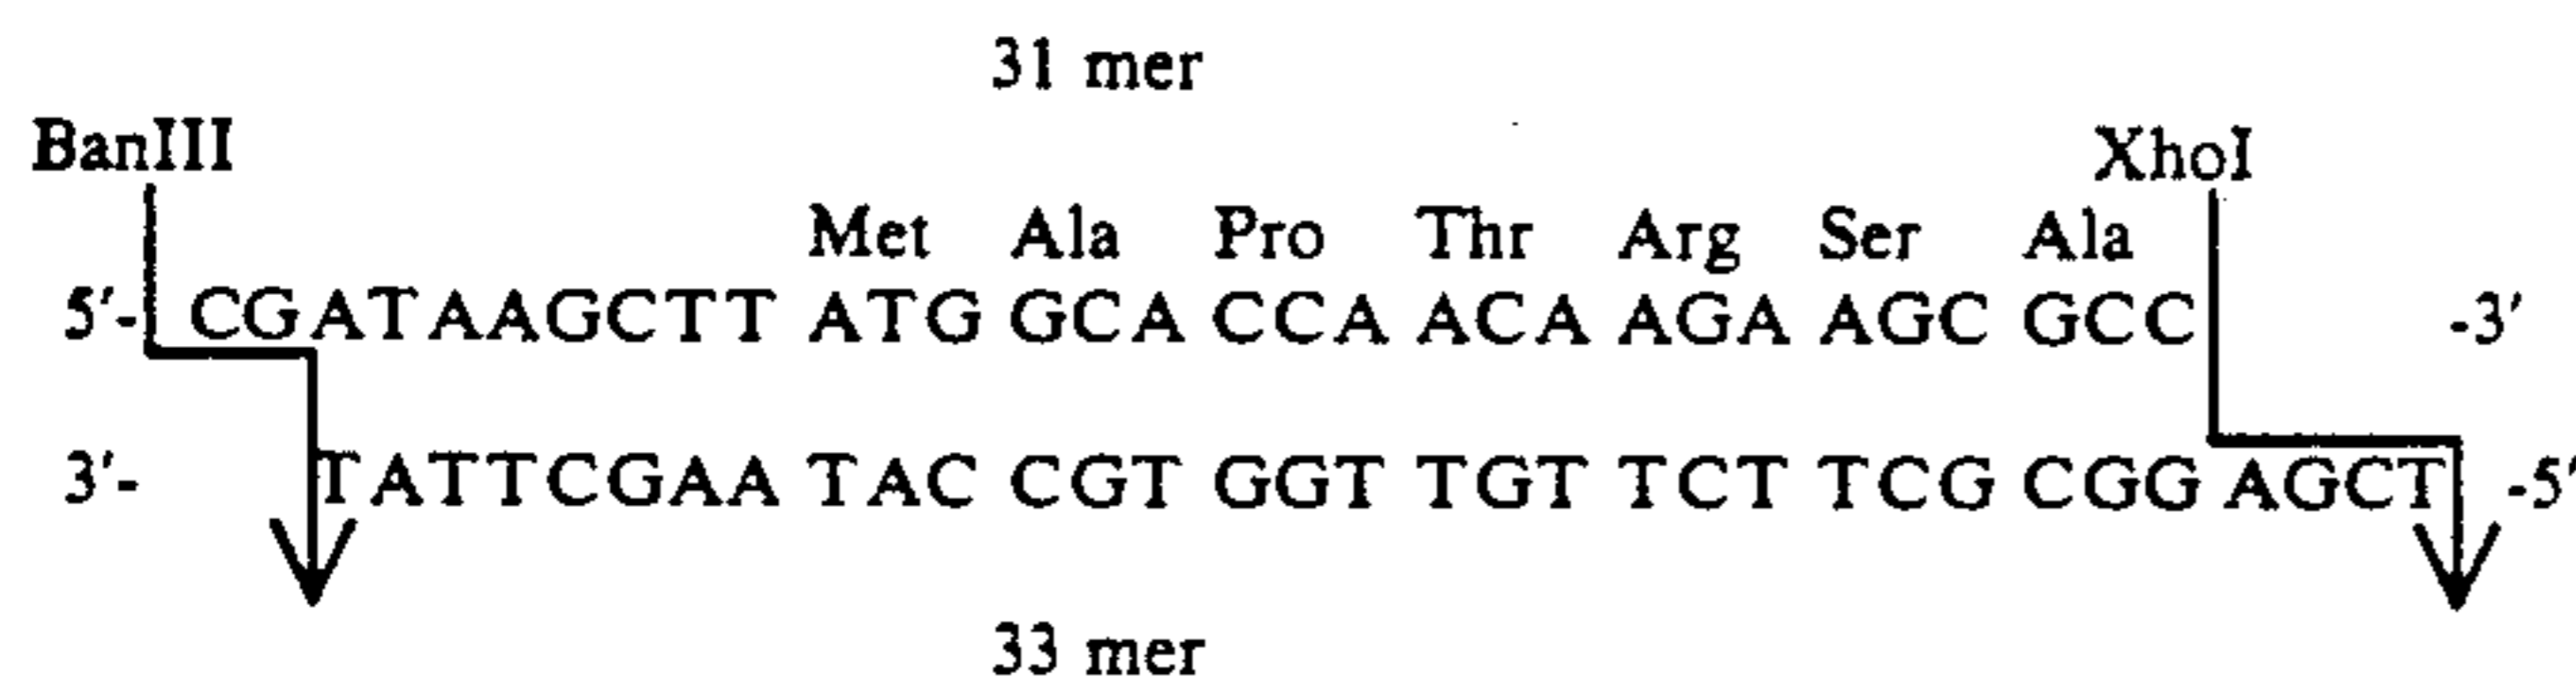 31 mer
BanIII XhoI
Met Ala Pro Thr Arg Ser Ala
5′- CGATAAGCTT ATG GCA CCA ACA AGA AGC GCC -3′
3′- TATTCGAA TAC CGT GGT TGT TCT TCG CGG AGCT -5′
33 mer